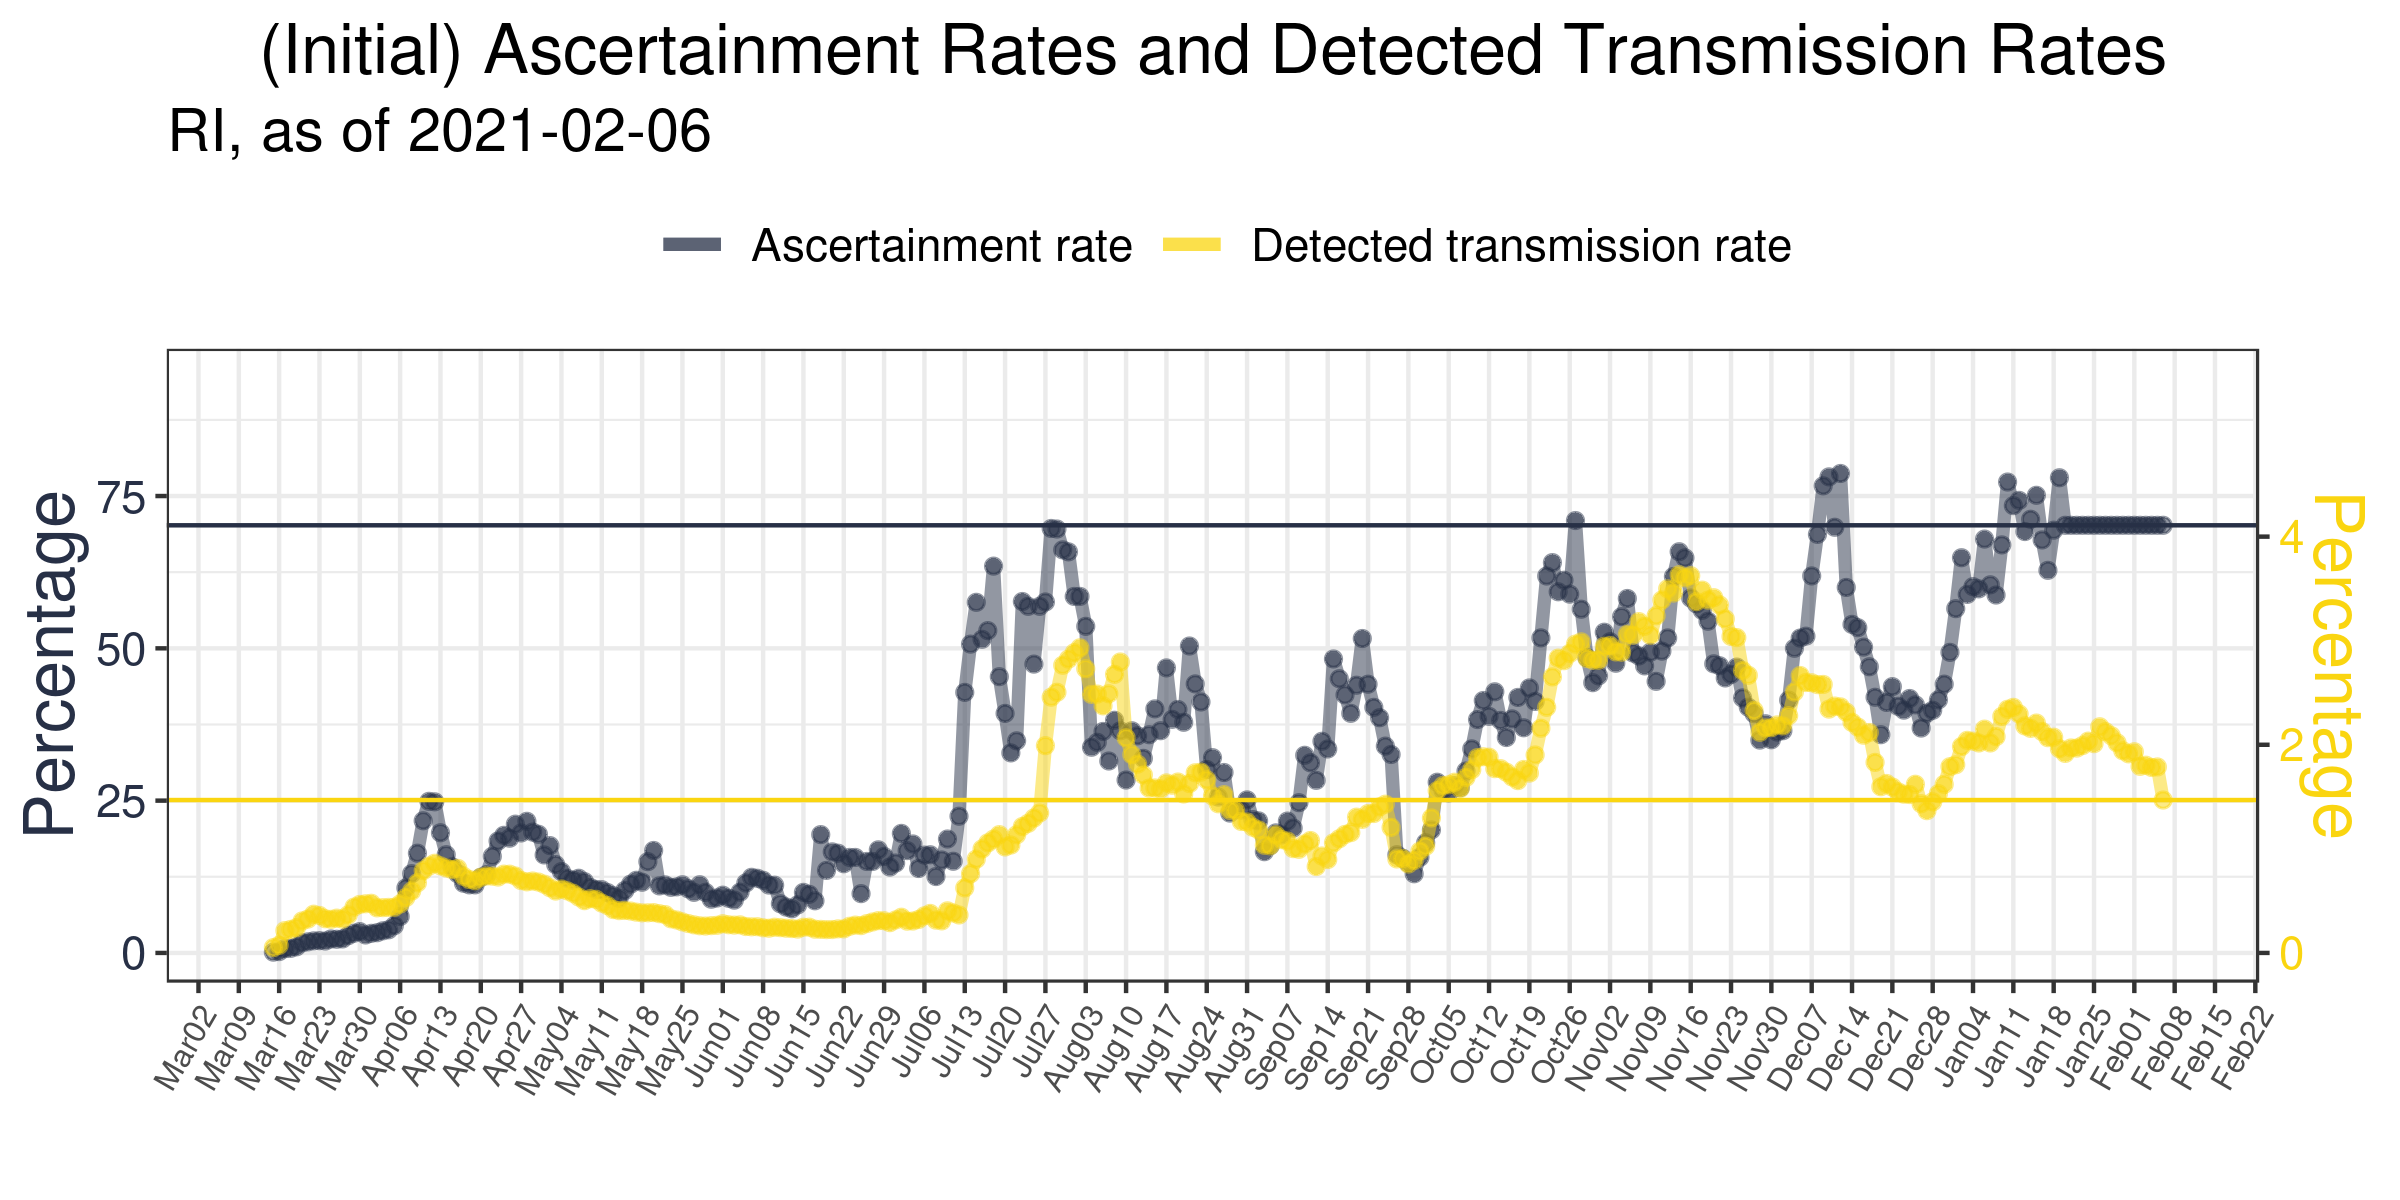 (Initial) Ascertainment Rates and Detected Transmission Rates
RI, as of 2021-02-06
Ascertainment rate
Detected transmission rate
Percentage
75
50
25
0
4
2
0
Percentage
Mar02
Mar09
Mar16
Mar23
Mar30
Apr06
Apr13
Apr20
Apr27
May04
May11
May18
May25
Jun01
Jun08
Jun15
Jun22
Jun29
Jul06
Jul13
Jul20
Jul27
Aug03
Aug10
Aug17
Aug24
Aug31
Sep07
Sep14
Sep21
Sep28
Oct05
Oct12
Oct19
Oct26
Nov02
Nov09
Nov16
Nov23
Nov30
Dec07
Dec14
Dec21
Dec28
Jan04
Jan11
Jan18
Jan25
Feb01
Feb08
Feb15
Feb22